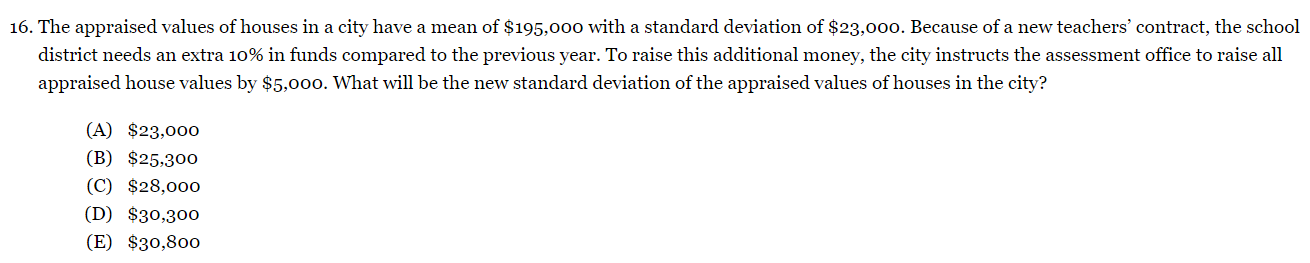 16. The appraised values of houses in a city have a mean of $195,000 with a standard deviation of $23,000. Because of a new teachers’ contract, the school
district needs an extra 10% in funds compared to the previous year. To raise this additional money, the city instructs the assessment office to raise all
appraised house values by $5,000. What will be the new standard deviation of the appraised values of houses in the city?
(A) $23,000
(B) $25,300
(C) $28,000
(D) $30,300
(E) $30,800